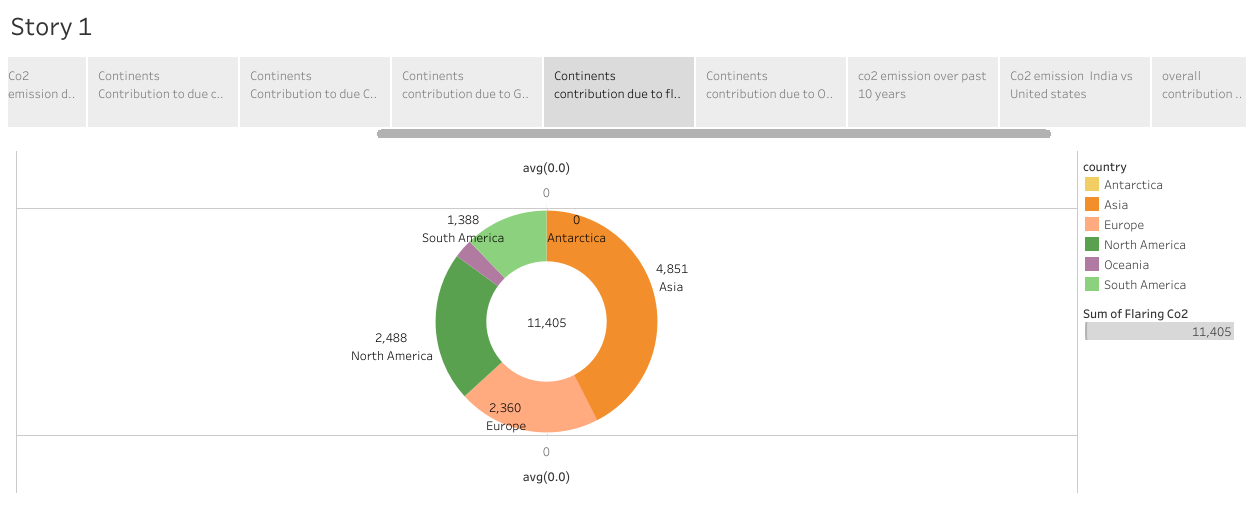 Story 1
Co2
emission d..
Continents
Contribution to due c..
Continents
Contribution to due C..
Continents
contribution due to G..
Continents
contribution due to fl..
Continents
contribution due to O..
co2 emission over past
10 years
Co2 emission  India vs
United states
overall
contribution ..
avg(0.0)
0
1,388
South America
0
Antarctica
4,851
Asia
11,405
2,488
North America
2,360
Europe
0
avg(0.0)
country
Antarctica
Asia
Europe
North America
Oceania
South America
Sum of Flaring Co2
11,405